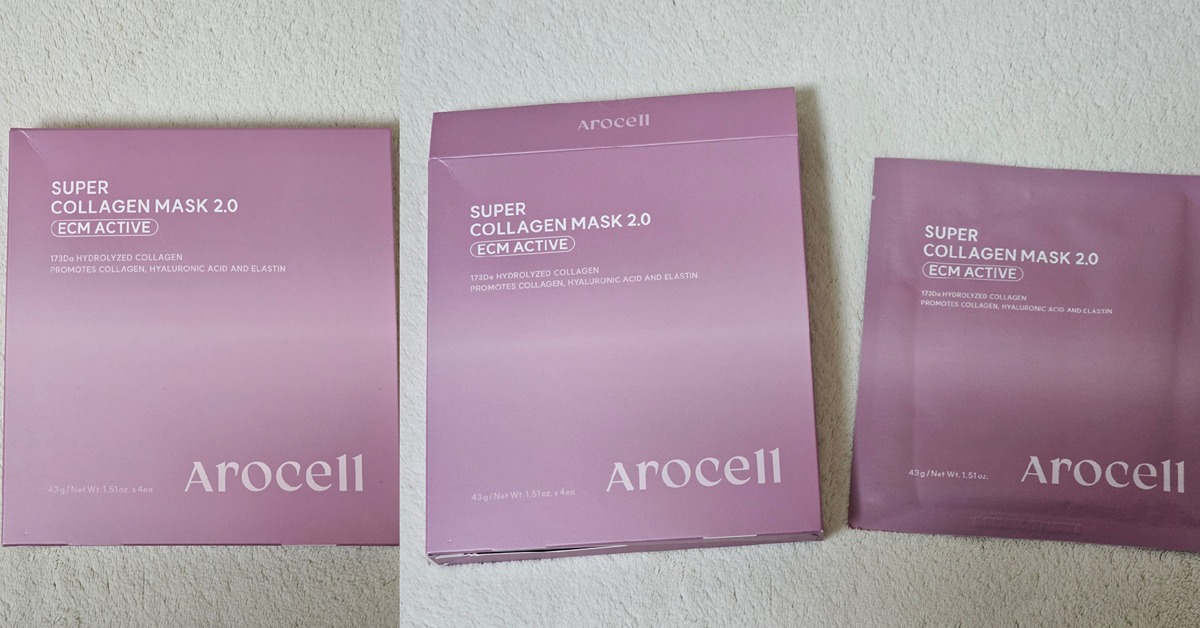 SUPER
COLLAGEN MASK 2.0
ECM ACTIVE
173Da HYDROLYZED COLLAGEN
PROMOTES COLLAGEN, HYALURONIC ACID AND ELASTIN
43g / Net Wt. 1.51oz. x 4ea
Arocell
Arocell
SUPER
COLLAGEN MASK 2.0
ECM ACTIVE
173Da HYDROLYZED COLLAGEN
PROMOTES COLLAGEN, HYALURONIC ACID AND ELASTIN
43g / Net Wt. 1.51oz. x 4ea
Arocell
SUPER
COLLAGEN MASK 2.0
ECM ACTIVE
173Da HYDROLYZED COLLAGEN
PROMOTES COLLAGEN, HYALURONIC ACID AND ELASTIN
43g / Net Wt. 1.51oz.
Arocell